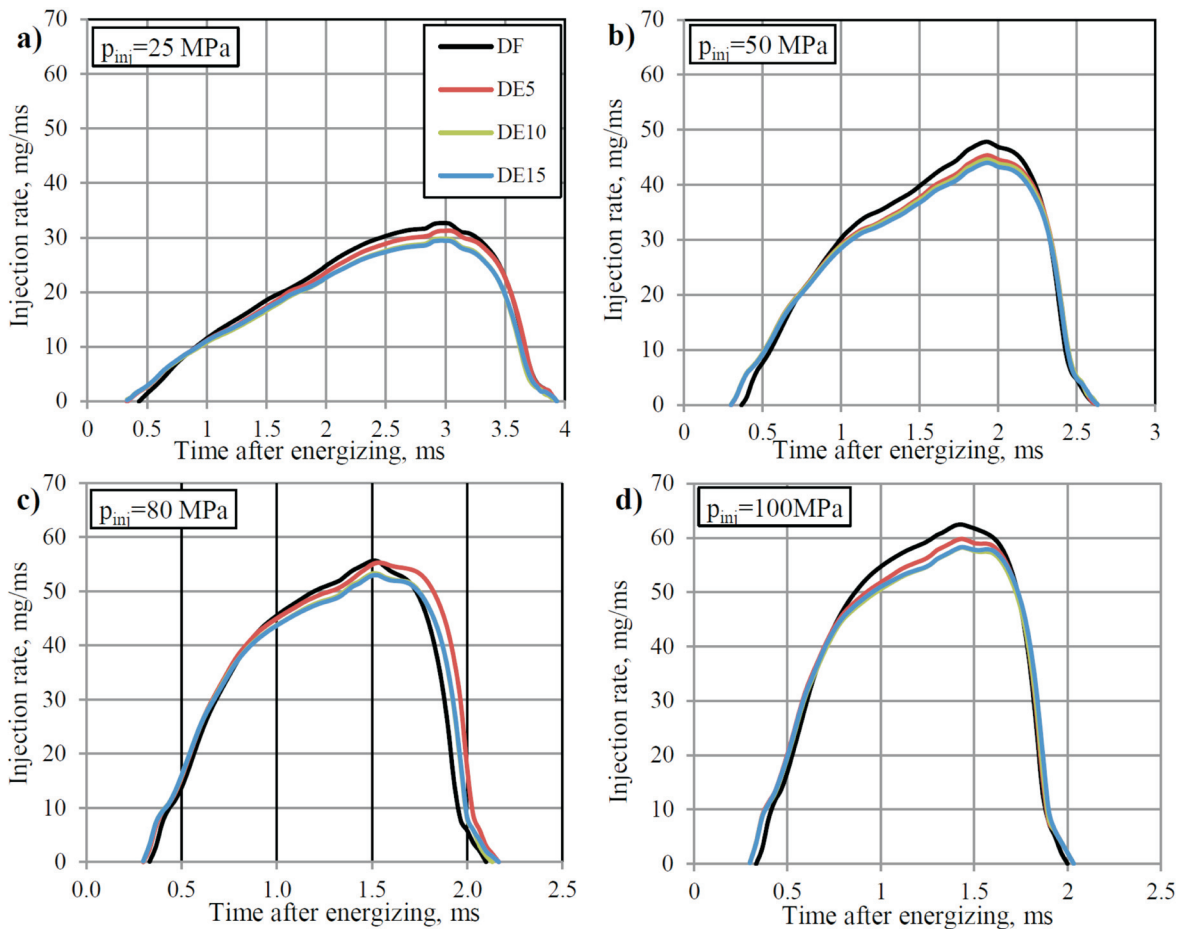 a)
p_inj=25 MPa
DF
DE5
DE10
DE15
Injection rate, mg/ms
70
60
50
40
30
20
10
0
0 0.5 1 1.5 2 2.5 3 3.5 4
Time after energizing, ms
b)
p_inj=50 MPa
Injection rate, mg/ms
70
60
50
40
30
20
10
0
0 0.5 1 1.5 2 2.5 3
Time after energizing, ms
c)
p_inj=80 MPa
Injection rate, mg/ms
70
60
50
40
30
20
10
0
0.0 0.5 1.0 1.5 2.0 2.5
Time after energizing, ms
d)
p_inj=100MPa
Injection rate, mg/ms
70
60
50
40
30
20
10
0
0 0.5 1 1.5 2 2.5
Time after energizing, ms